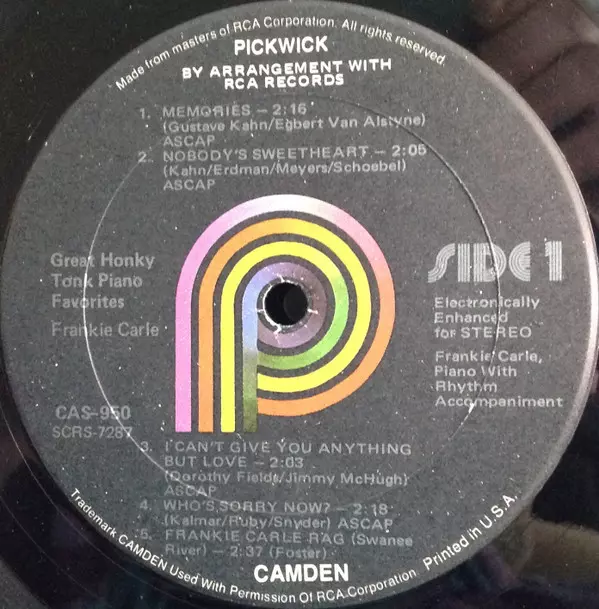 Made from masters of RCA Corporation. All rights reserved.
PICKWICK
BY ARRANGEMENT WITH
RCA RECORDS
1. MEMORIES – 2:16
(Gustave Kahn/Egbert Van Alstyne)
ASCAP
2. NOBODY'S SWEETHEART – 2:05
(Kahn/Erdman/Meyers/Schoebel)
ASCAP
Great Honky
Tonk Piano
Favorites
Frankie Carle
CAS-950
SCRS-7287
SIDE 1
Electronically
Enhanced
for STEREO
Frankie Carle,
Piano With
Rhythm
Accompaniment
3. I CAN'T GIVE YOU ANYTHING
BUT LOVE – 2:03
(Dorothy Fields/Jimmy McHugh)
ASCAP
4. WHO'S SORRY NOW? – 2:18
(Kalmar/Ruby/Snyder) ASCAP
5. FRANKIE CARLE RAG (Swanee
River) – 2:37 (Foster)
CAMDEN
Trademark CAMDEN Used With Permission Of RCA Corporation Printed in U.S.A.